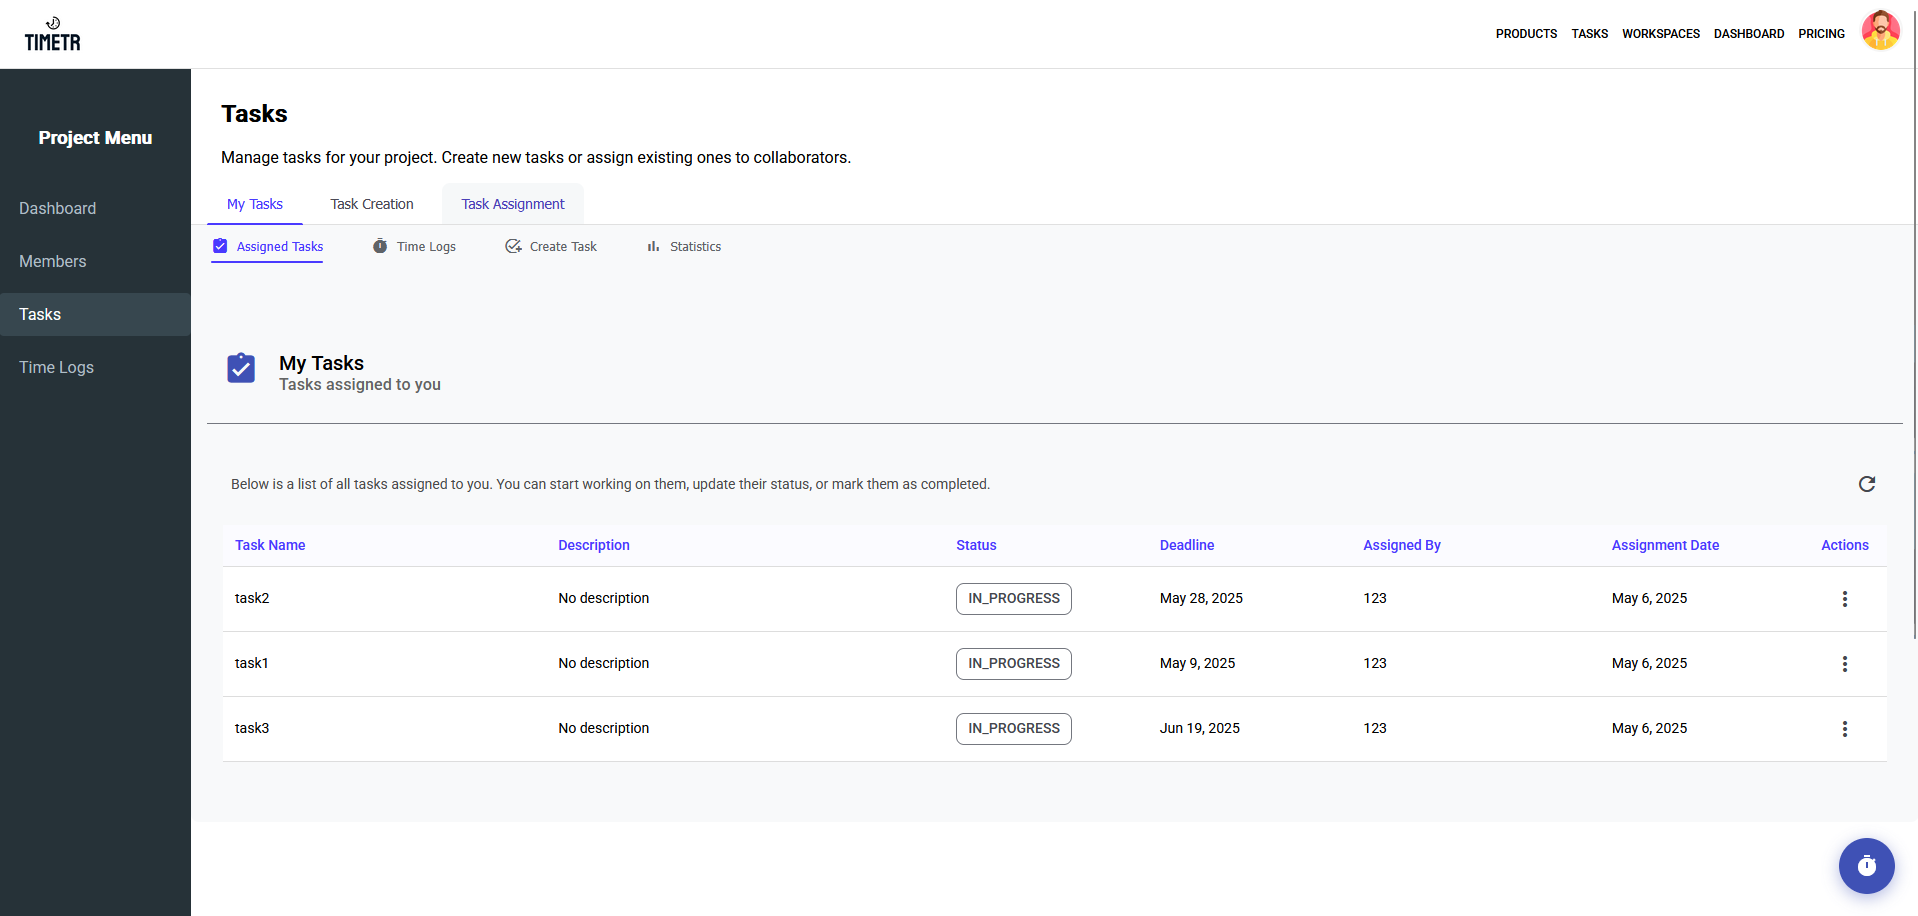 TIMETR
PRODUCTS TASKS WORKSPACES DASHBOARD PRICING
Project Menu
Dashboard
Members
Tasks
Time Logs
Tasks
Manage tasks for your project. Create new tasks or assign existing ones to collaborators.
My Tasks Task Creation Task Assignment
Assigned Tasks Time Logs Create Task Statistics
My Tasks
Tasks assigned to you
Below is a list of all tasks assigned to you. You can start working on them, update their status, or mark them as completed.
Task Name Description Status Deadline Assigned By Assignment Date Actions
task2 No description IN_PROGRESS May 28, 2025 123 May 6, 2025
task1 No description IN_PROGRESS May 9, 2025 123 May 6, 2025
task3 No description IN_PROGRESS Jun 19, 2025 123 May 6, 2025